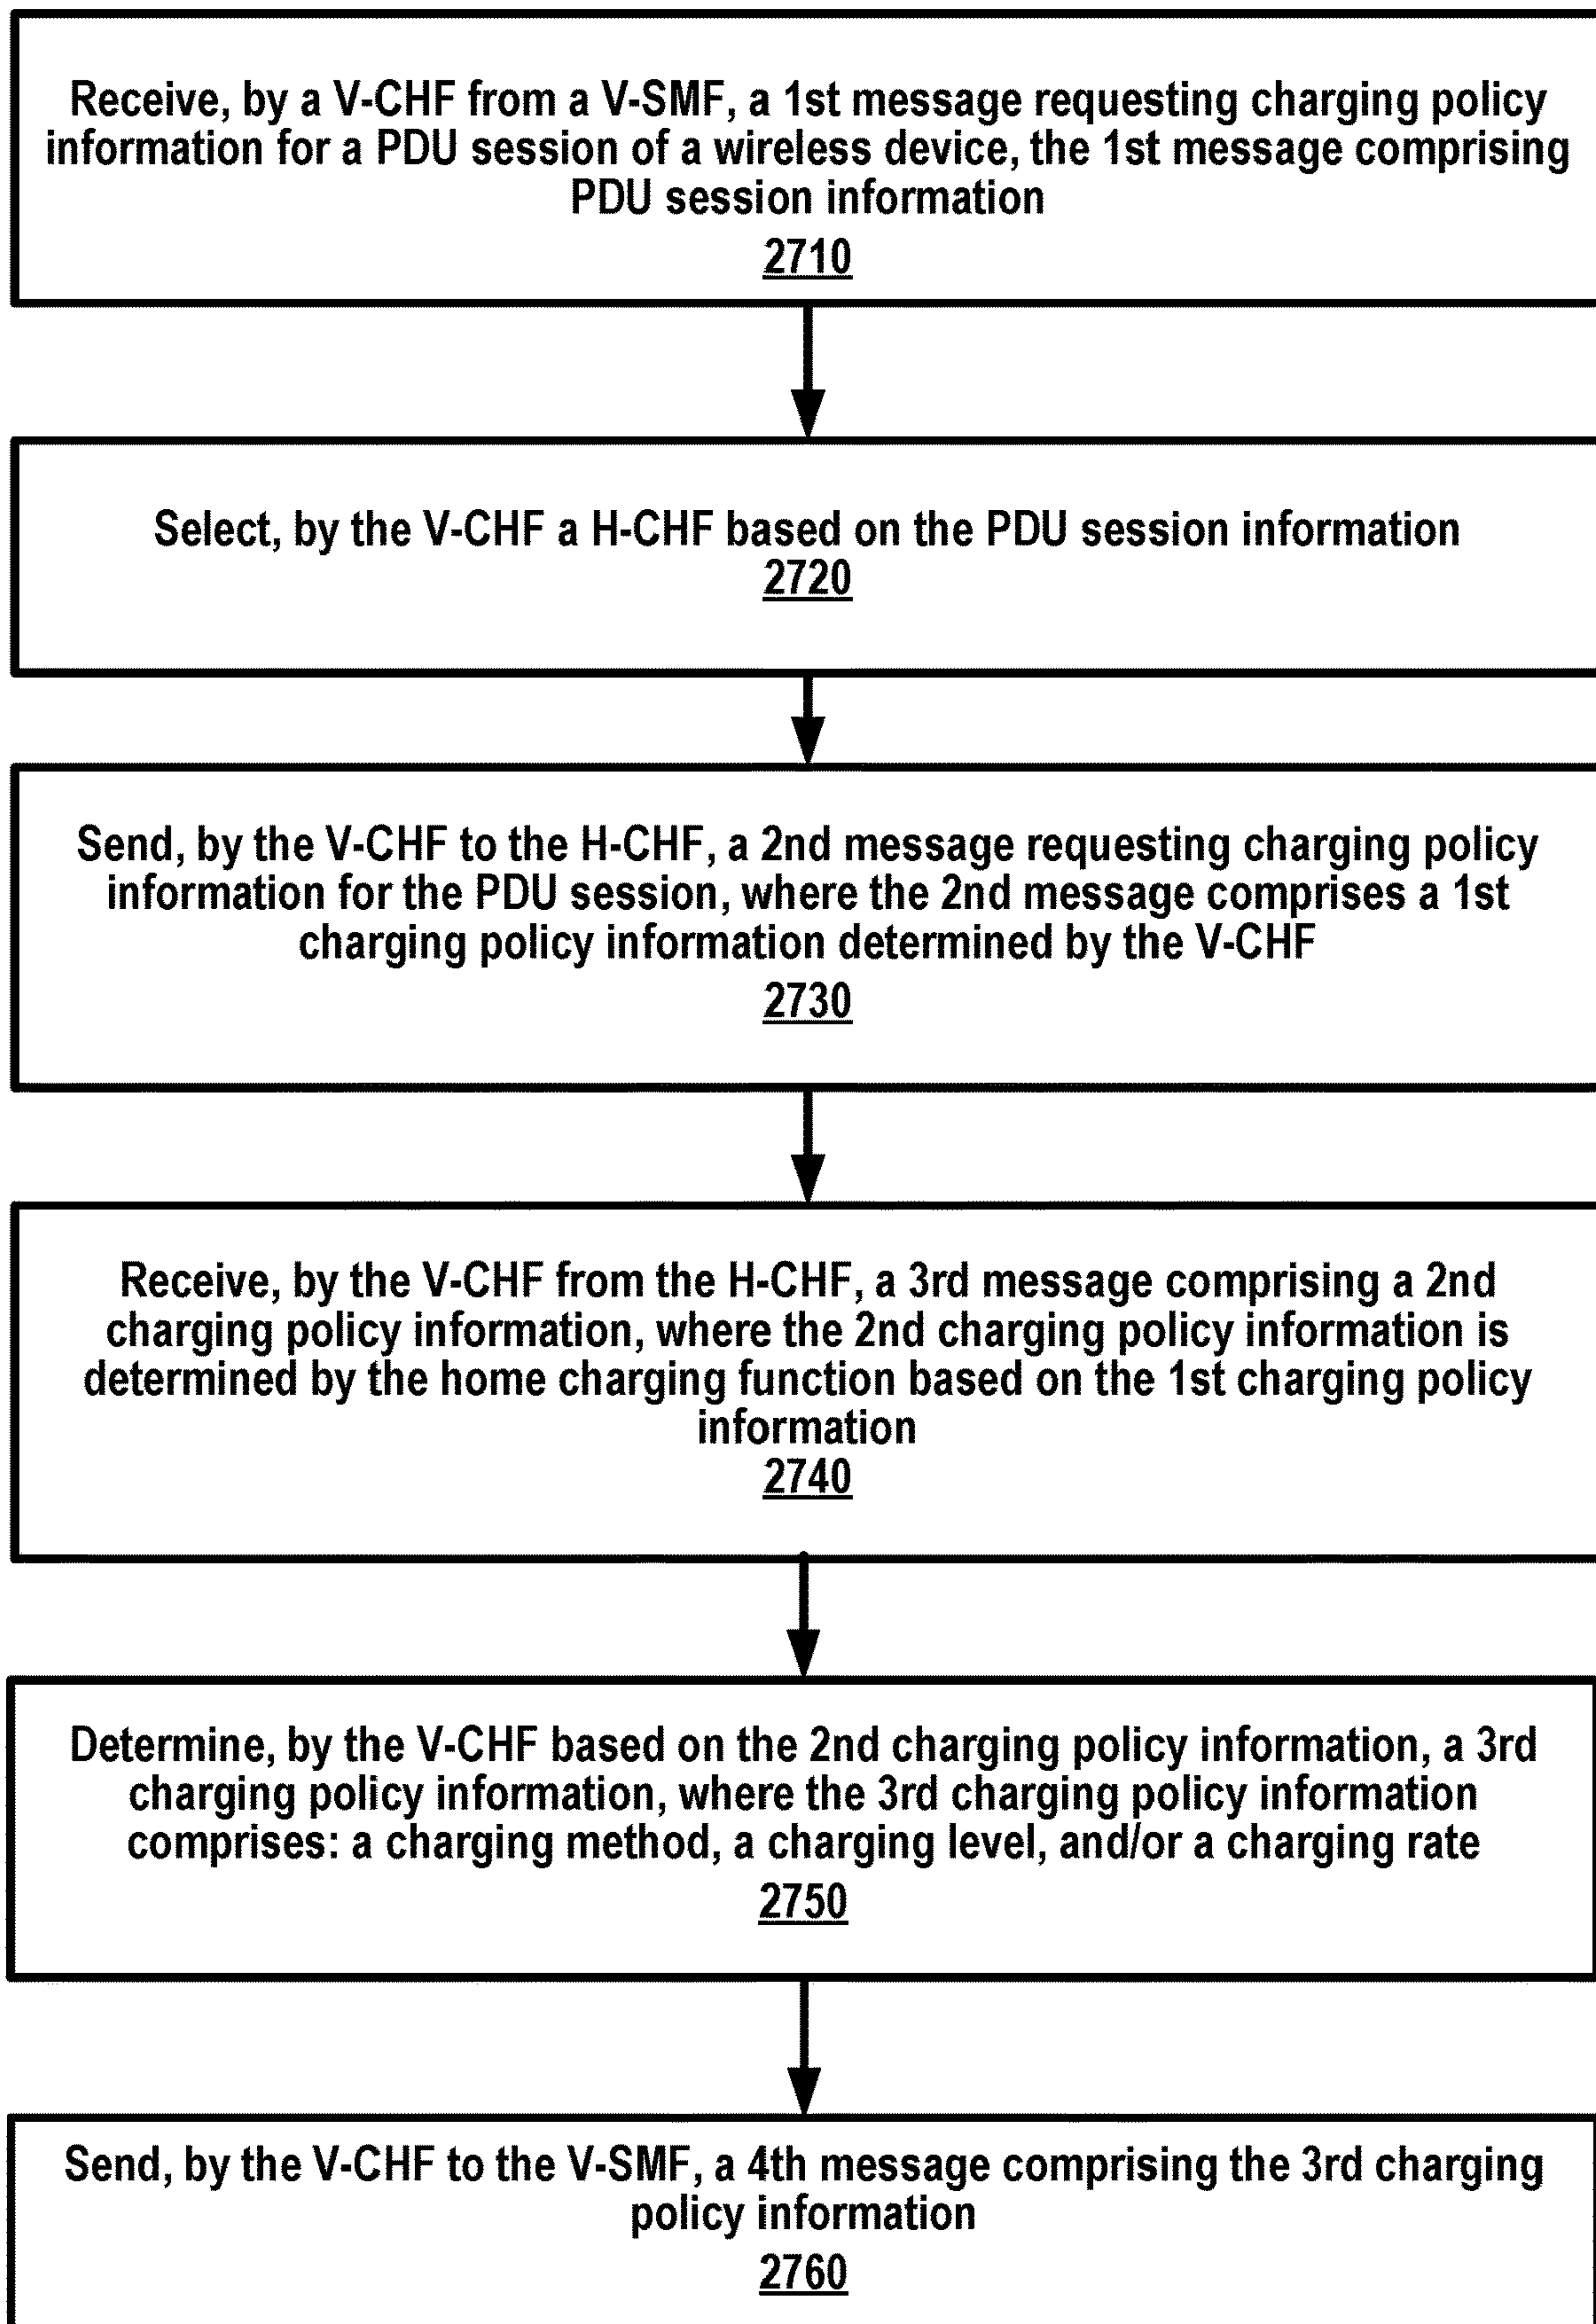 Receive, by a V-CHF from a V-SMF, a 1st message requesting charging policy
information for a PDU session of a wireless device, the 1st message comprising
PDU session information
2710
Select, by the V-CHF a H-CHF based on the PDU session information
2720
Send, by the V-CHF to the H-CHF, a 2nd message requesting charging policy
information for the PDU session, where the 2nd message comprises a 1st
charging policy information determined by the V-CHF
2730
Receive, by the V-CHF from the H-CHF, a 3rd message comprising a 2nd
charging policy information, where the 2nd charging policy information is
determined by the home charging function based on the 1st charging policy
information
2740
Determine, by the V-CHF based on the 2nd charging policy information, a 3rd
charging policy information, where the 3rd charging policy information
comprises: a charging method, a charging level, and/or a charging rate
2750
Send, by the V-CHF to the V-SMF, a 4th message comprising the 3rd charging
policy information
2760